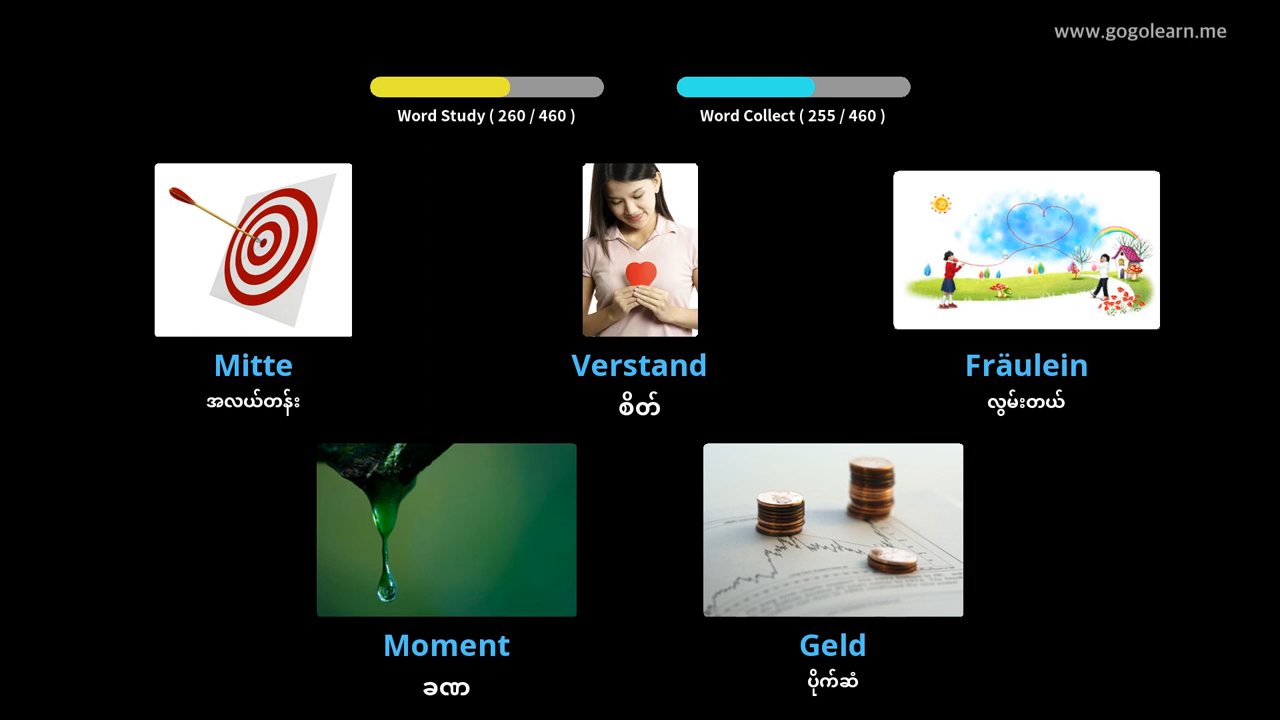 www.gogolearn.me
Word Study ( 260 / 460 )
Word Collect ( 255 / 460 )
Mitte
အလယ်တန်း
Verstand
စိတ်
Fräulein
လွမ်းတယ်
Moment
ခဏ
Geld
ပိုက်ဆံ